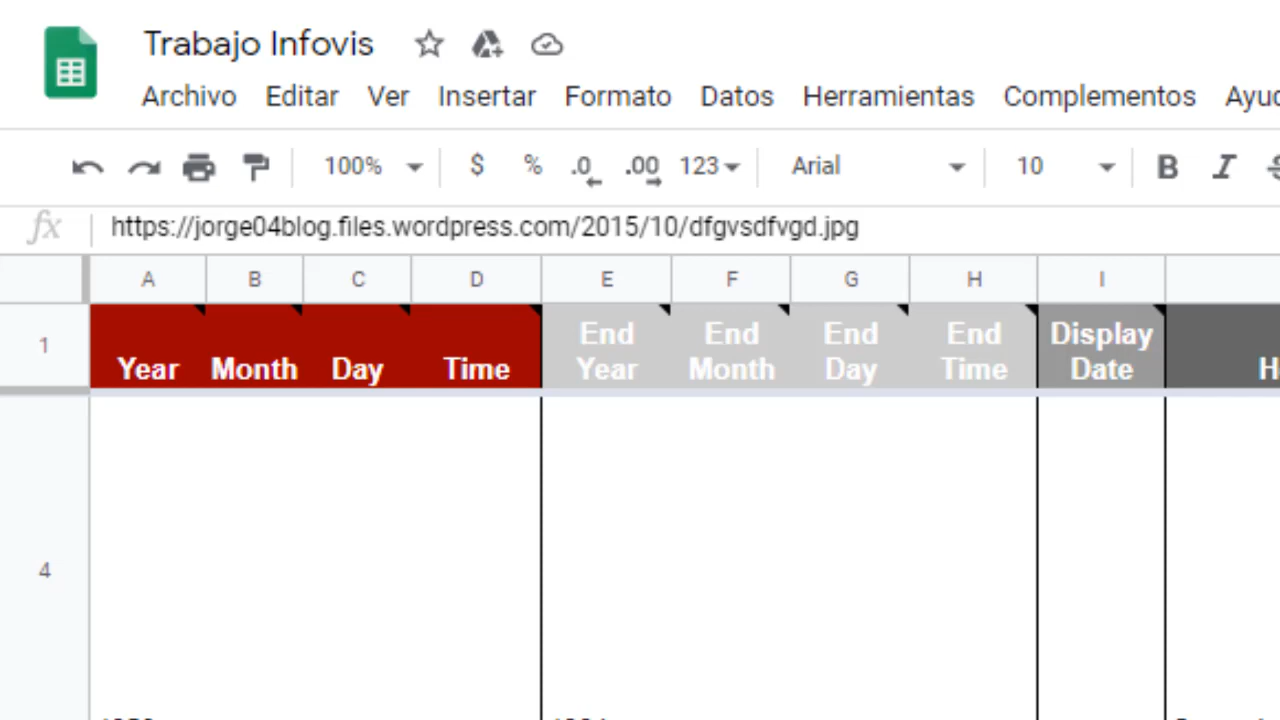 Trabajo Infovis
Archivo Editar Ver Insertar Formato Datos Herramientas Complementos
100% $ % .0 .00 123 Arial 10 B I S
fx https://jorge04blog.files.wordpress.com/2015/10/dfgvsdfvgd.jpg
A B C D E F G H I
1 Year Month Day Time End Year End Month End Day End Time Display Date
4